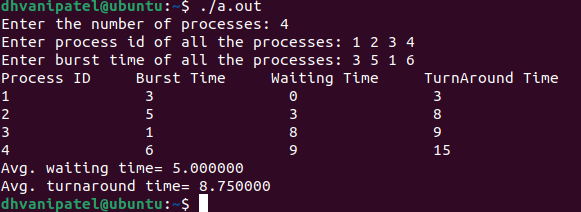 dhvanipatel@ubuntu:~$ ./a.out
Enter the number of processes: 4
Enter process id of all the processes: 1 2 3 4
Enter burst time of all the processes: 3 5 1 6
Process ID     Burst Time     Waiting Time     TurnAround Time
1              3              0                3
2              5              3                8
3              1              8                9
4              6              9                15
Avg. waiting time= 5.000000
Avg. turnaround time= 8.750000
dhvanipatel@ubuntu:~$